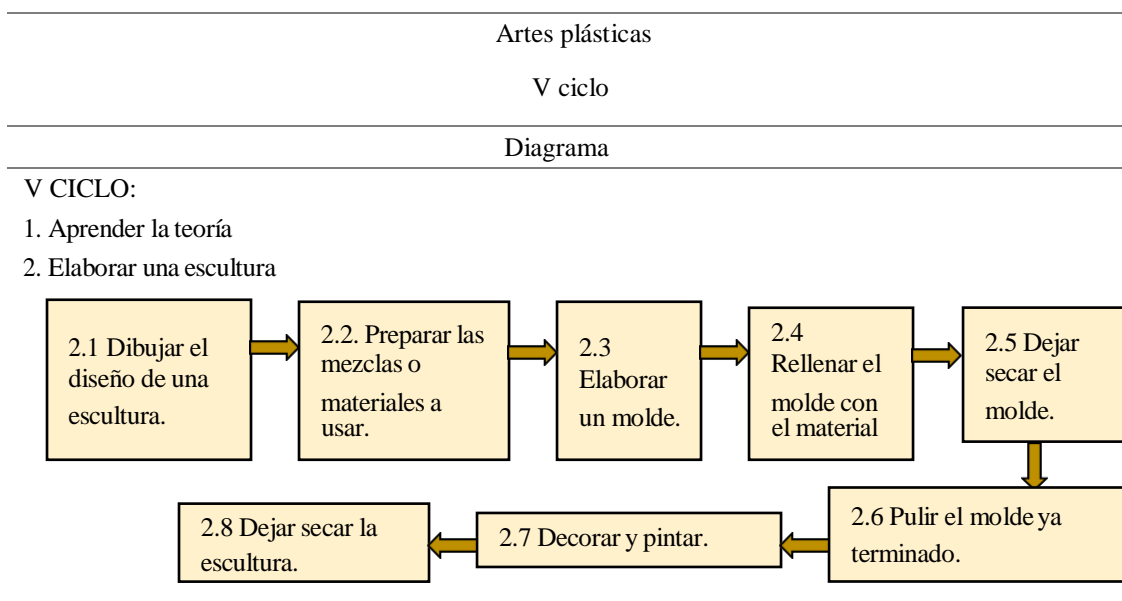 Artes plásticas
V ciclo
Diagrama
V CICLO:
1. Aprender la teoría
2. Elaborar una escultura
2.1 Dibujar el
diseño de una
escultura.
2.2. Preparar las
mezclas o
materiales a
usar.
2.3
Elaborar
un molde.
2.4
Rellenar el
molde con
el material
2.5 Dejar
secar el
molde.
2.6 Pulir el molde ya
terminado.
2.7 Decorar y pintar.
2.8 Dejar secar la
escultura.